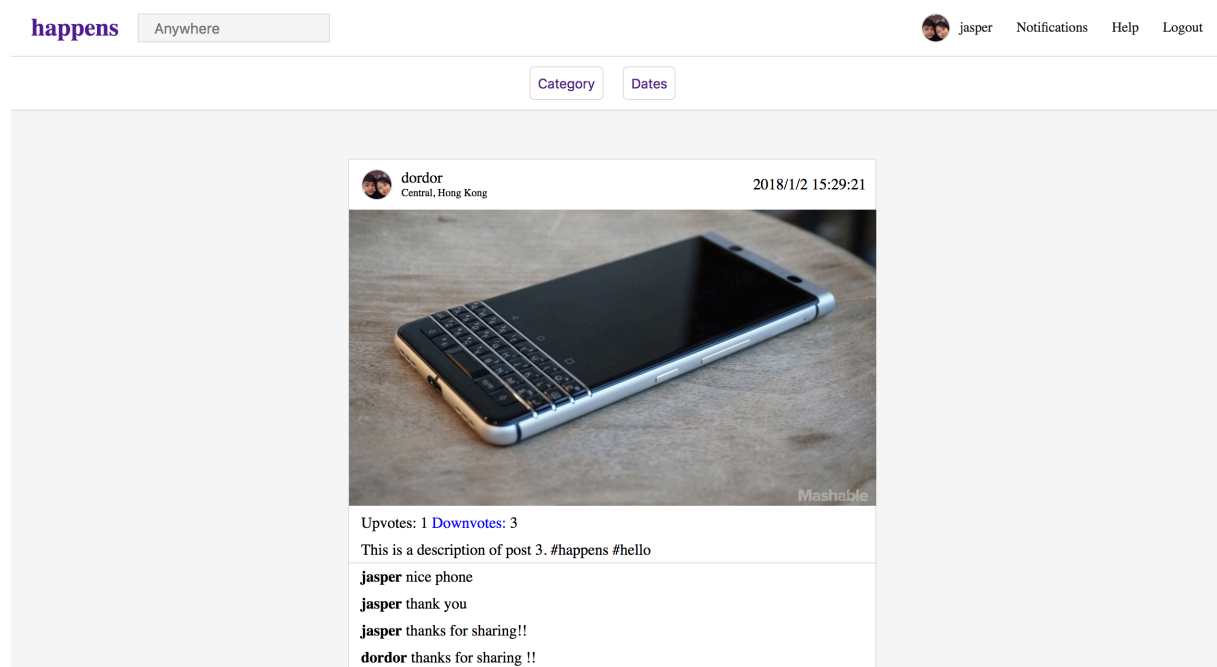 happens
Anywhere
jasper Notifications Help Logout
Category Dates
dordor
Central, Hong Kong
2018/1/2 15:29:21
Mashable
Upvotes: 1 Downvotes: 3
This is a description of post 3. #happens #hello
jasper nice phone
jasper thank you
jasper thanks for sharing!!
dordor thanks for sharing !!